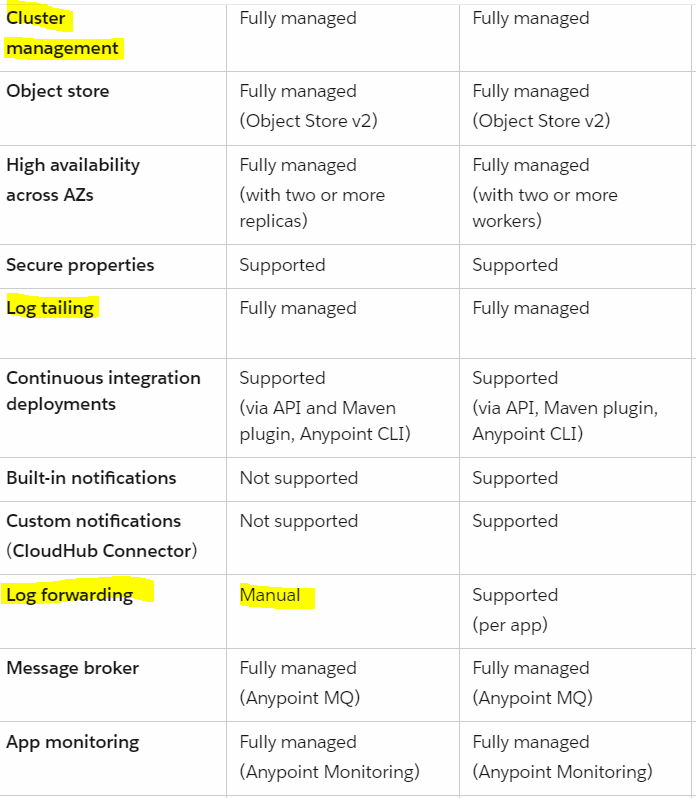 Cluster management Fully managed Fully managed
Object store Fully managed (Object Store v2) Fully managed (Object Store v2)
High availability across AZs Fully managed (with two or more replicas) Fully managed (with two or more workers)
Secure properties Supported Supported
Log tailing Fully managed Fully managed
Continuous integration deployments Supported (via API and Maven plugin, Anypoint CLI) Supported (via API, Maven plugin, Anypoint CLI)
Built-in notifications Not supported Supported
Custom notifications (CloudHub Connector) Not supported Supported
Log forwarding Manual Supported (per app)
Message broker Fully managed (Anypoint MQ) Fully managed (Anypoint MQ)
App monitoring Fully managed (Anypoint Monitoring) Fully managed (Anypoint Monitoring)